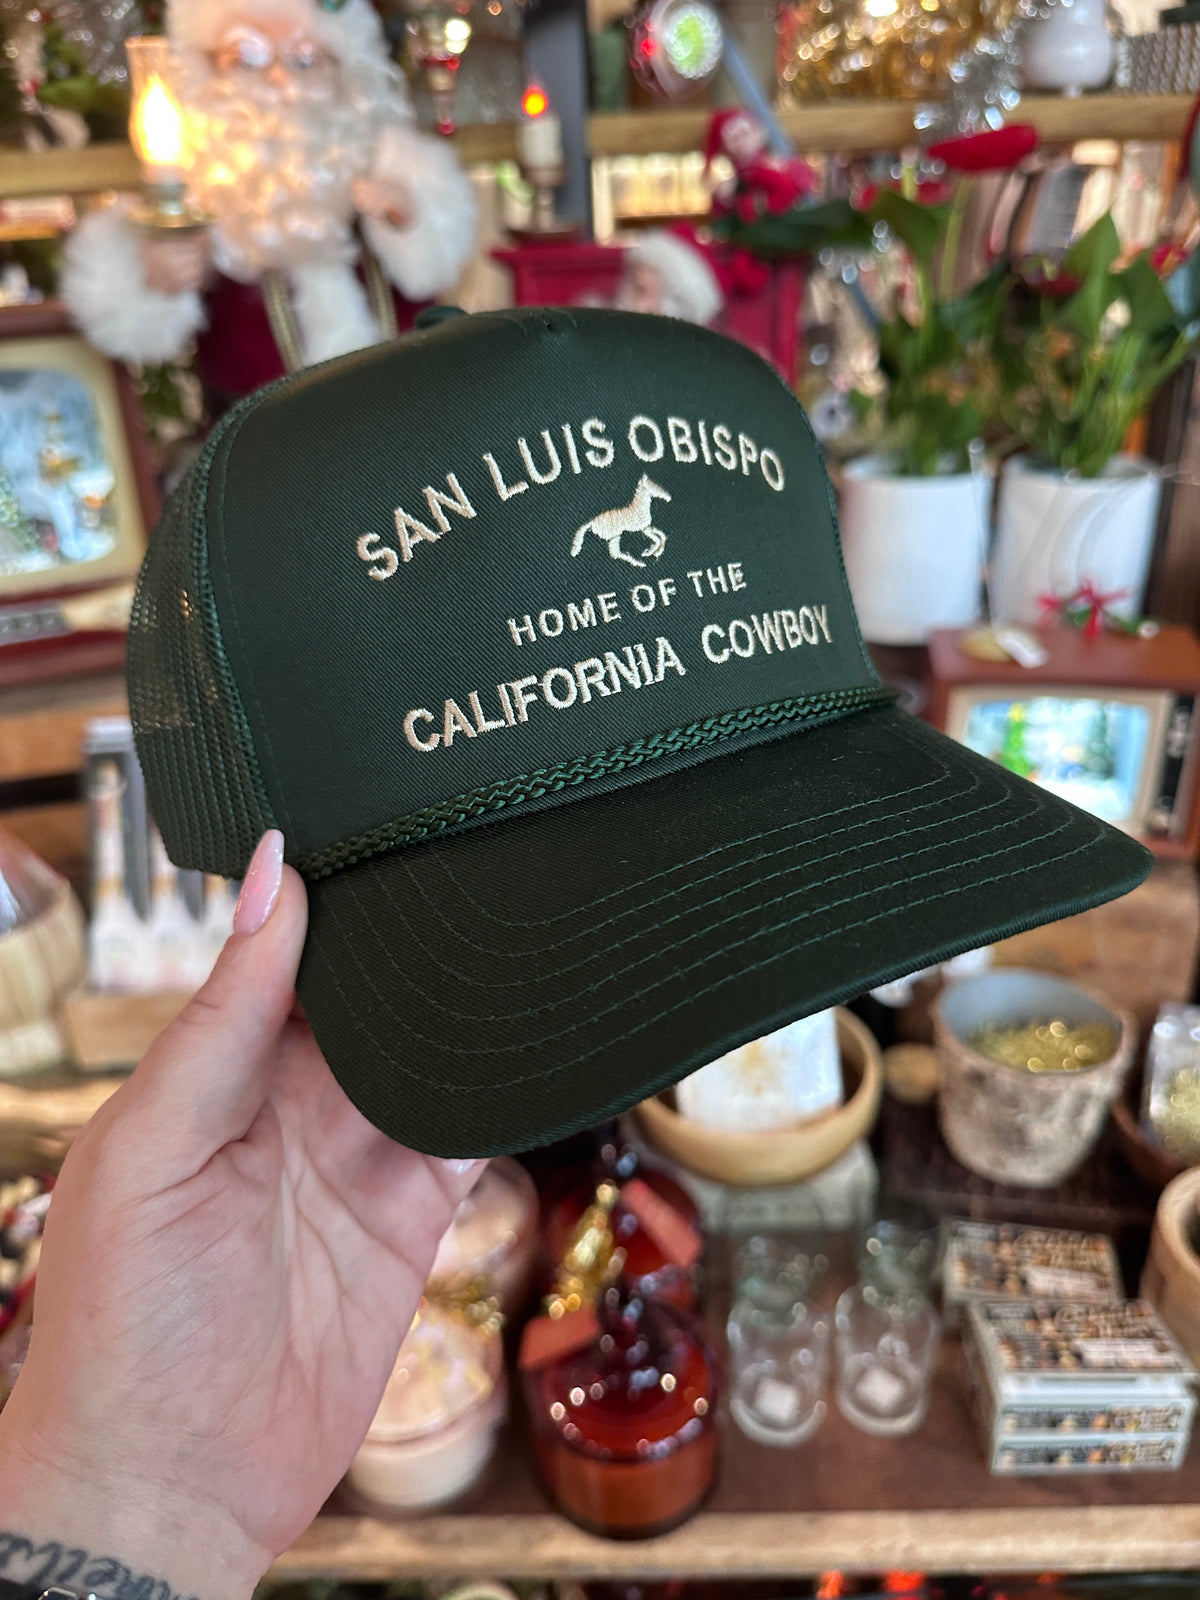 SAN LUIS OBISPO
HOME OF THE
CALIFORNIA COWBOY